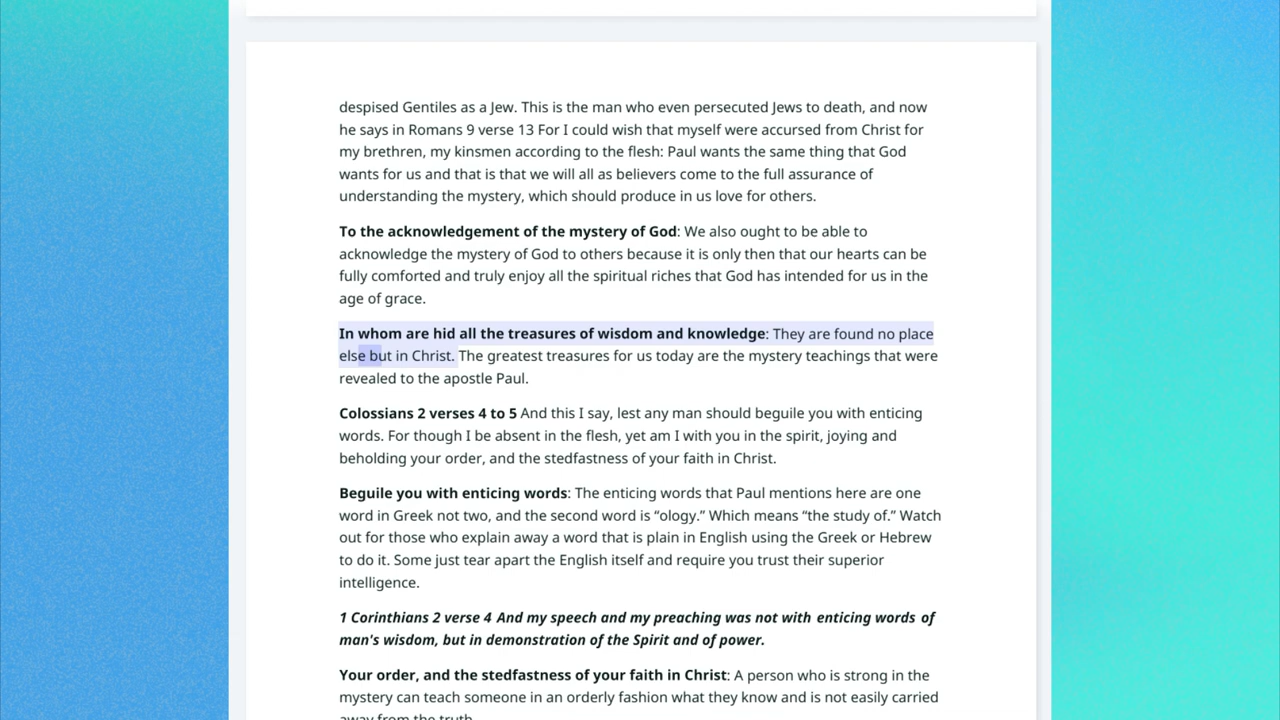 despised Gentiles as a Jew. This is the man who even persecuted Jews to death, and now
he says in Romans 9 verse 13 For I could wish that myself were accursed from Christ for
my brethren, my kinsmen according to the flesh: Paul wants the same thing that God
wants for us and that is that we will all as believers come to the full assurance of
understanding the mystery, which should produce in us love for others.
To the acknowledgement of the mystery of God: We also ought to be able to
acknowledge the mystery of God to others because it is only then that our hearts can be
fully comforted and truly enjoy all the spiritual riches that God has intended for us in the
age of grace.
In whom are hid all the treasures of wisdom and knowledge: They are found no place
else but in Christ. The greatest treasures for us today are the mystery teachings that were
revealed to the apostle Paul.
Colossians 2 verses 4 to 5 And this I say, lest any man should beguile you with enticing
words. For though I be absent in the flesh, yet am I with you in the spirit, joying and
beholding your order, and the stedfastness of your faith in Christ.
Beguile you with enticing words: The enticing words that Paul mentions here are one
word in Greek not two, and the second word is “ology.” Which means “the study of.” Watch
out for those who explain away a word that is plain in English using the Greek or Hebrew
to do it. Some just tear apart the English itself and require you trust their superior
intelligence.
1 Corinthians 2 verse 4 And my speech and my preaching was not with enticing words of
man's wisdom, but in demonstration of the Spirit and of power.
Your order, and the stedfastness of your faith in Christ: A person who is strong in the
mystery can teach someone in an orderly fashion what they know and is not easily carried
away from the truth.